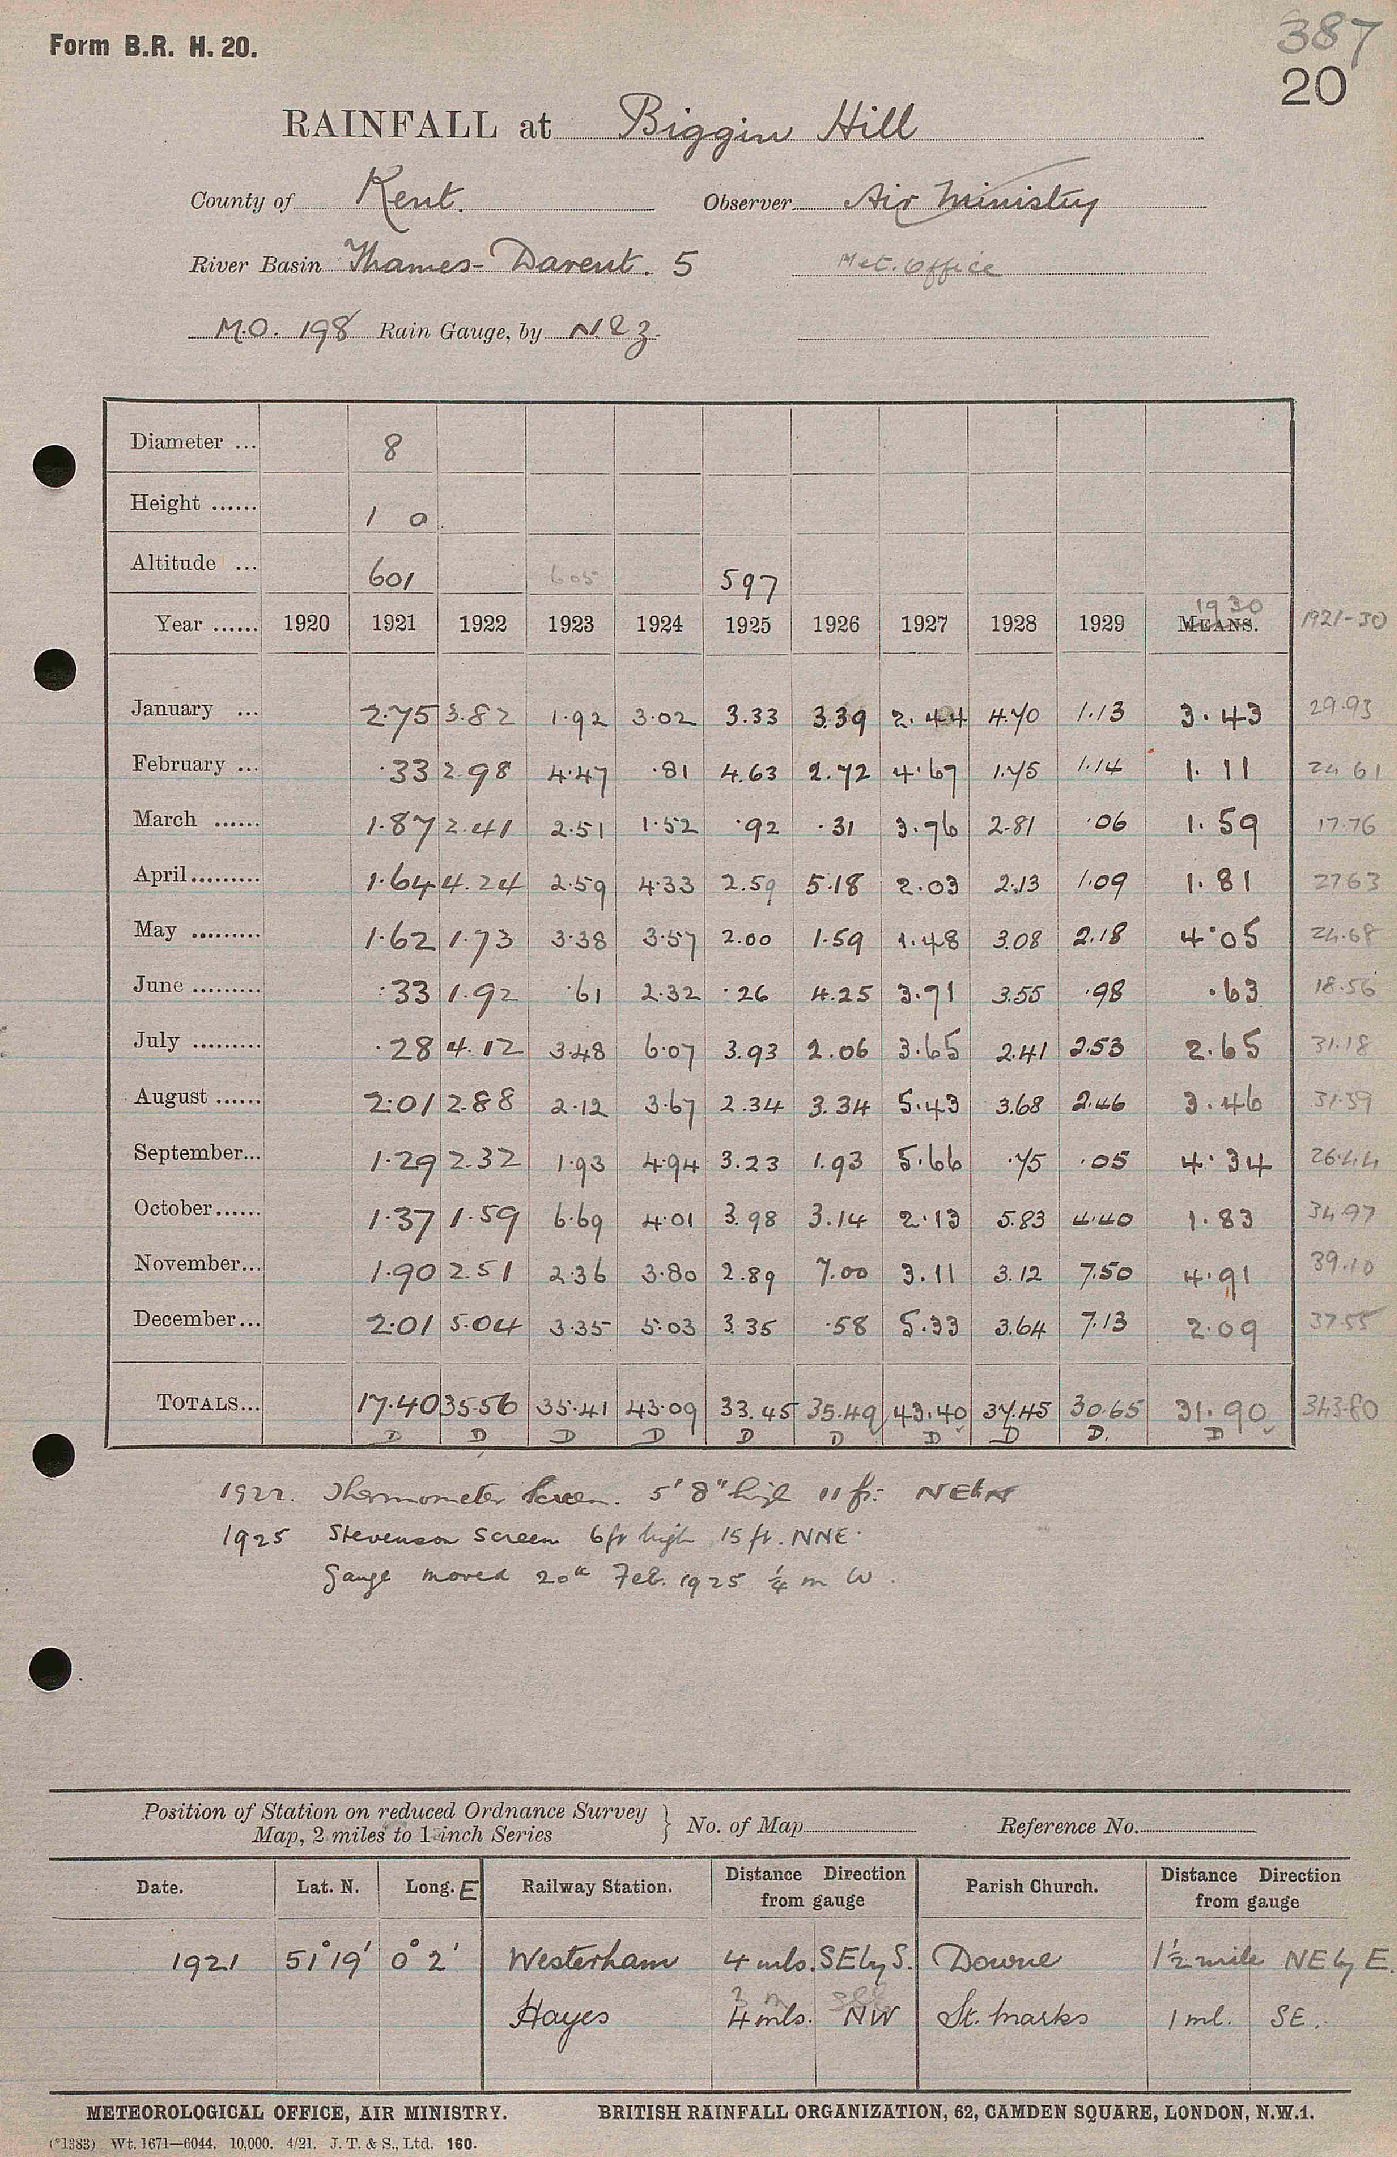 Form B.R. H. 20.
387
20
RAINFALL at Biggin Hill
County of Kent. Observer Air Ministry
River Basin Thames-Darent. 5 Met. Office
M.O. 198 Rain Gauge, by N & Z.
Diameter ... 8
Height ...... 1 0
Altitude ... 601 605 597
Year ...... 1920 1921 1922 1923 1924 1925 1926 1927 1928 1929 MEANS. 1930 1921-30
January ... 2.75 3.82 1.92 3.02 3.33 3.39 2.44 4.70 1.13 3.43 29.93
February ... .33 2.98 4.47 .81 4.63 2.72 4.67 1.75 1.14 1.11 24.61
March ...... 1.87 2.41 2.51 1.52 .92 .31 3.76 2.81 .06 1.59 17.76
April ......... 1.64 4.24 2.59 4.33 2.59 5.18 2.03 2.13 1.09 1.81 27.63
May ......... 1.62 1.73 3.38 3.57 2.00 1.59 1.48 3.08 2.18 4.05 24.68
June ......... .33 1.92 .61 2.32 .26 4.25 3.71 3.55 .98 .63 18.56
July ......... .28 4.12 3.48 6.07 3.93 2.06 3.65 2.41 2.53 2.65 31.18
August ...... 2.01 2.88 2.12 3.67 2.34 3.34 5.43 3.68 2.46 3.46 31.39
September... 1.29 2.32 1.93 4.94 3.23 1.93 5.66 .75 .05 4.34 26.44
October...... 1.37 1.59 6.69 4.01 3.98 3.14 2.13 5.83 4.40 1.83 34.97
November... 1.90 2.51 2.36 3.80 2.89 7.00 3.11 3.12 7.50 4.91 39.10
December... 2.01 5.04 3.35 5.03 3.35 .58 5.33 3.64 7.13 2.09 37.55
TOTALS... 17.40 35.56 35.41 43.09 33.45 35.49 43.40 37.45 30.65 31.90 343.80
D D D D D D D D D. D
1922. Thermometer Screen. 5' 8" high 11 ft.
1925 Stevenson Screen 6ft high 15 ft. NNE.
Gauge moved 20th Feb. 1925 ¼ m W.
Position of Station on reduced Ordnance Survey Map, 2 miles to 1-inch Series } No. of Map Reference No.
Date. Lat. N. Long. E Railway Station. Distance Direction from gauge Parish Church. Distance Direction from gauge
1921 51° 19' 0° 2' Westerham 4 mls. SE by S. Downe 1½ mile NE by E.
Hayes 4 mls. NW St. Marks 1 ml. SE.
METEOROLOGICAL OFFICE, AIR MINISTRY. BRITISH RAINFALL ORGANIZATION, 62, CAMDEN SQUARE, LONDON, N.W.1.
(*1383) Wt. 1671—6044. 10,000. 4/21. J. T. & S., Ltd. 160.